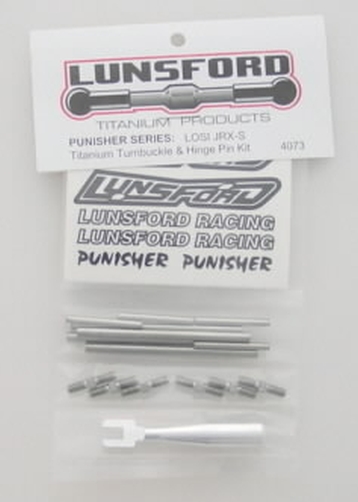 LUNSFORD
TITANIUM PRODUCTS
PUNISHER SERIES: LOSI JRX-S
Titanium Turnbuckle & Hinge Pin Kit 4073
LUNSFORD
LUNSFORD RACING
LUNSFORD RACING
PUNISHER PUNISHER